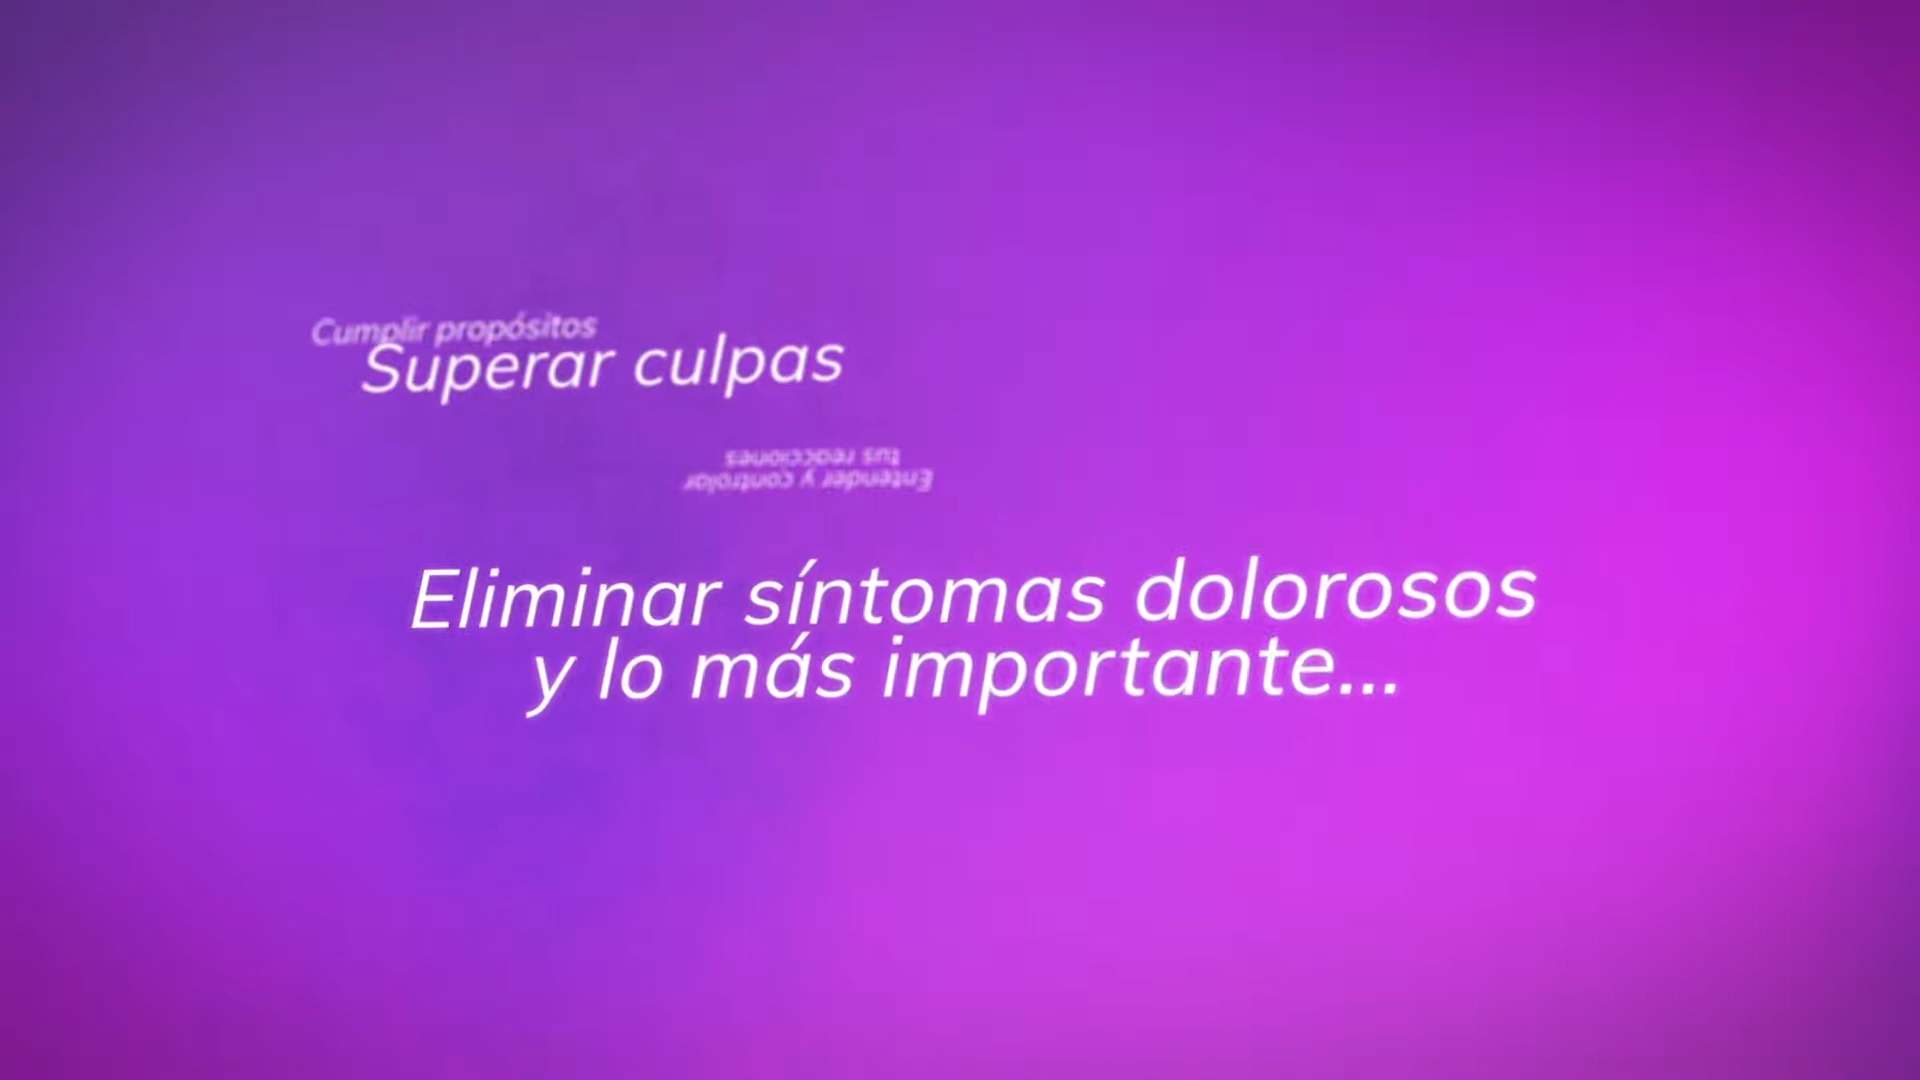 Cumplir propósitos
Superar culpas
Entender y controlar
tus reacciones
Eliminar síntomas dolorosos
y lo más importante...